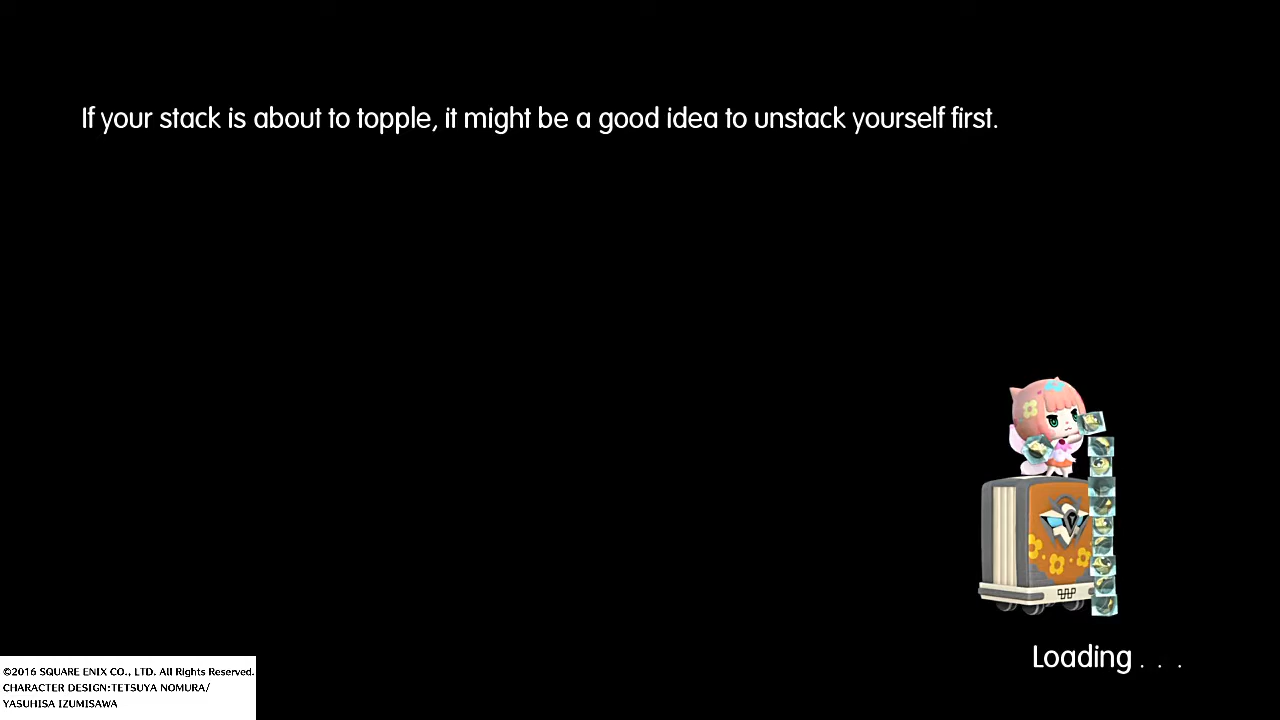 If your stack is about to topple, it might be a good idea to unstack yourself first.
Loading . . .
©2016 SQUARE ENIX CO., LTD. All Rights Reserved.
CHARACTER DESIGN:TETSUYA NOMURA/
YASUHISA IZUMISAWA